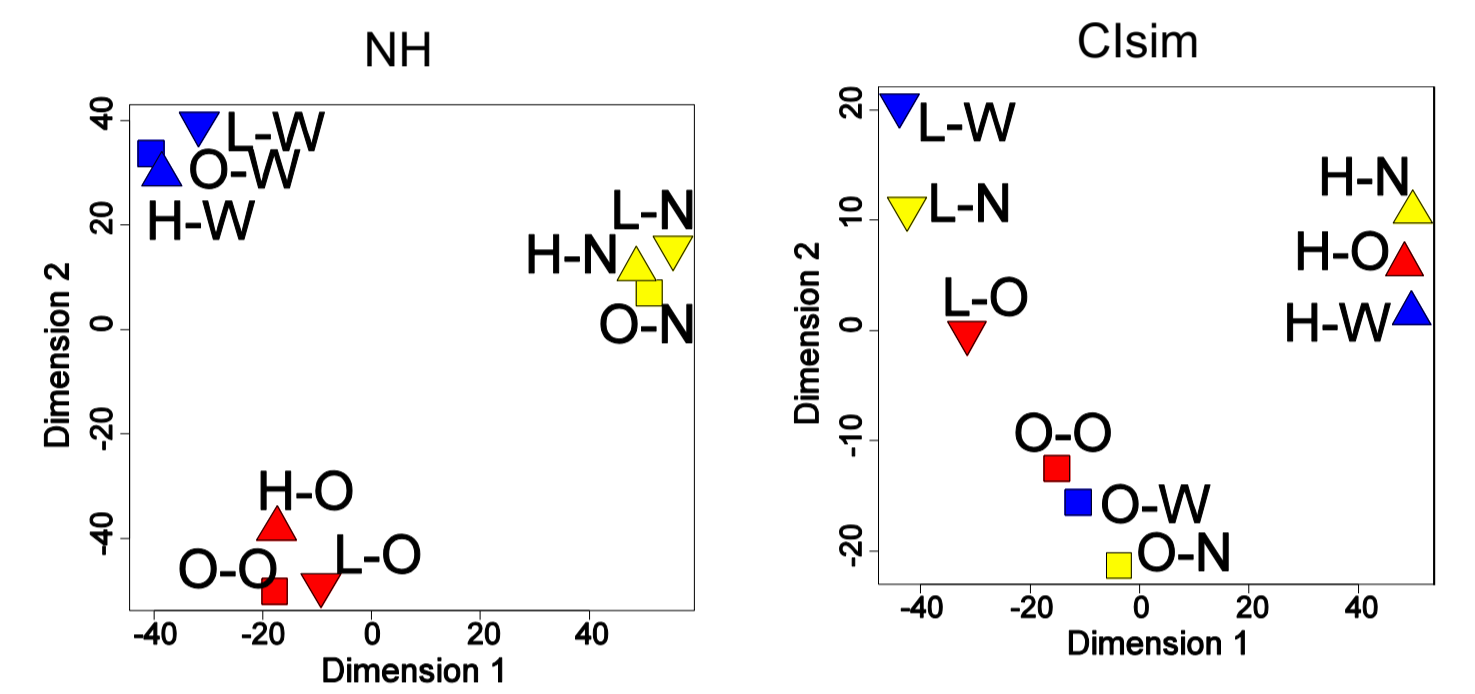 NH
40
20
0
-20
-40
Dimension 2
L-W
O-W
H-W
L-N
H-N
O-N
H-O
L-O
O-O
-40 -20 0 20 40
Dimension 1
CIsim
20
10
0
-10
-20
Dimension 2
L-W
H-N
L-N
H-O
L-O
H-W
O-O
O-W
O-N
-40 -20 0 20 40
Dimension 1